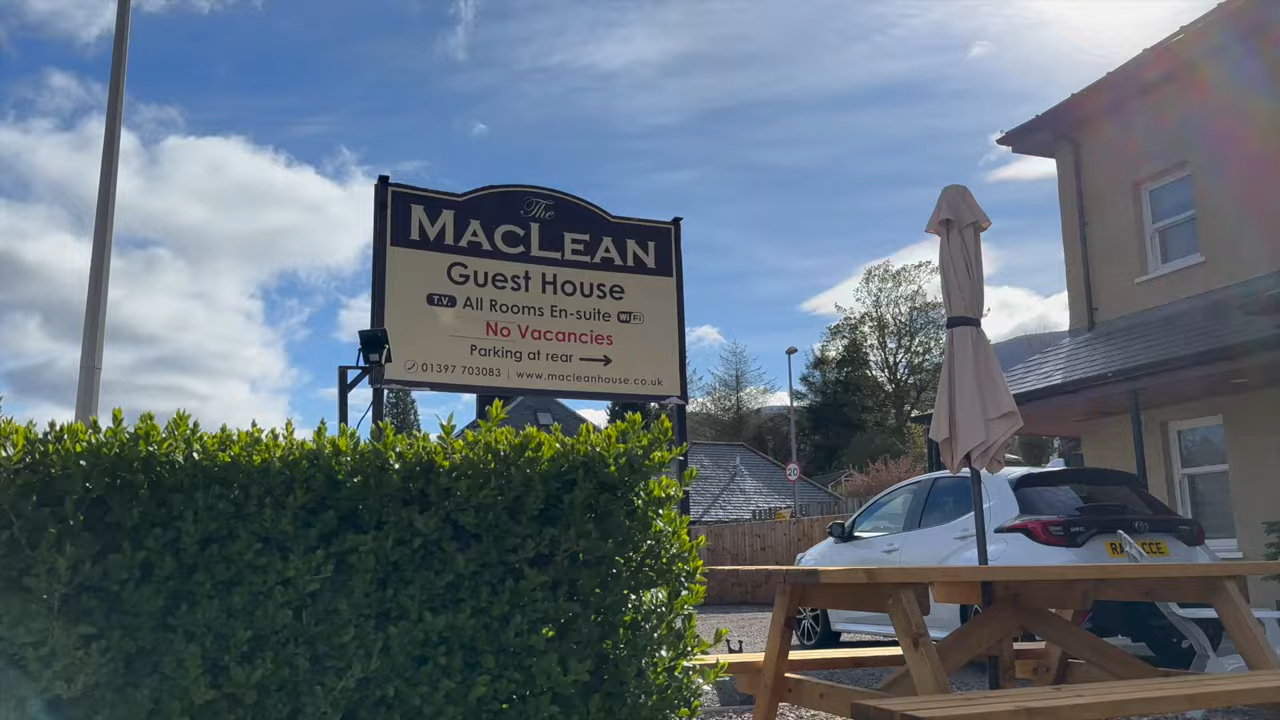 The
MACLEAN
Guest House
T.V. All Rooms En-suite WiFi
No Vacancies
Parking at rear
01397 703083 | www.macleanhouse.co.uk
20